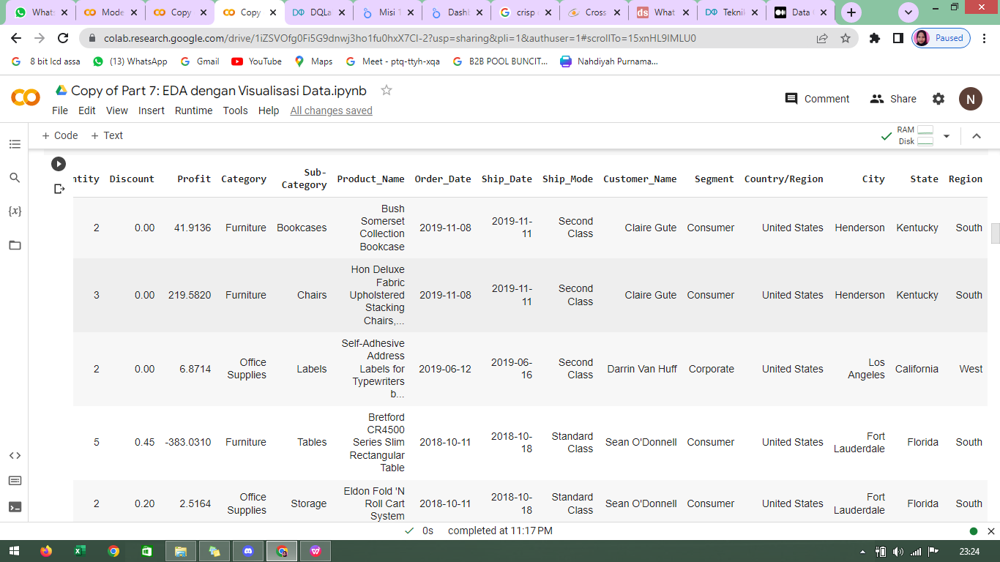 Whats
Mode
Copy
Copy
DQLa
Misi T
Dashb
crisp
Cross
What
Teknik
Data
colab.research.google.com/drive/1iZSVOfg0Fi5G9dnwj3ho1fu0hxX7Cl-2?usp=sharing&pli=1&authuser=1#scrollTo=15xnHL9IMLU0
Paused
8 bit lcd assa
(13) WhatsApp
Gmail
YouTube
Maps
Meet - ptq-ttyh-xqa
B2B POOL BUNCIT...
Nahdiyah Purnama...
Copy of Part 7: EDA dengan Visualisasi Data.ipynb
Comment
Share
N
File Edit View Insert Runtime Tools Help All changes saved
+ Code + Text
RAM
Disk
ntity Discount Profit Category Sub-Category Product_Name Order_Date Ship_Date Ship_Mode Customer_Name Segment Country/Region City State Region
2 0.00 41.9136 Furniture Bookcases Bush Somerset Collection Bookcase 2019-11-08 2019-11-11 Second Class Claire Gute Consumer United States Henderson Kentucky South
3 0.00 219.5820 Furniture Chairs Hon Deluxe Fabric Upholstered Stacking Chairs,... 2019-11-08 2019-11-11 Second Class Claire Gute Consumer United States Henderson Kentucky South
2 0.00 6.8714 Office Supplies Labels Self-Adhesive Address Labels for Typewriters b... 2019-06-12 2019-06-16 Second Class Darrin Van Huff Corporate United States Los Angeles California West
5 0.45 -383.0310 Furniture Tables Bretford CR4500 Series Slim Rectangular Table 2018-10-11 2018-10-18 Standard Class Sean O'Donnell Consumer United States Fort Lauderdale Florida South
2 0.20 2.5164 Office Supplies Storage Eldon Fold 'N Roll Cart System 2018-10-11 2018-10-18 Standard Class Sean O'Donnell Consumer United States Fort Lauderdale Florida South
0s completed at 11:17 PM
23:24